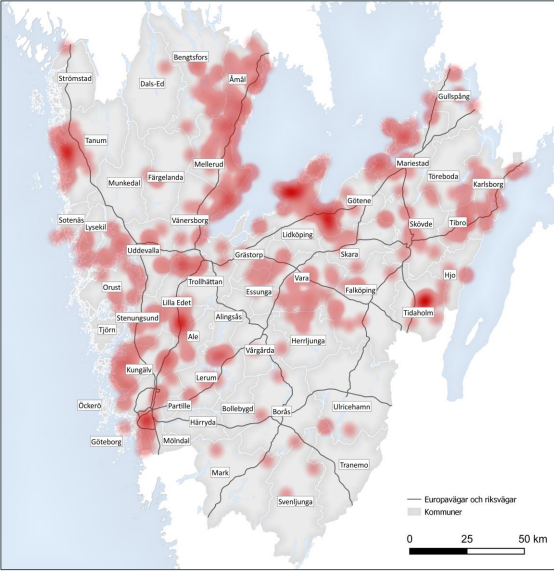 Bengtsfors
Strömstad
Dals-Ed
Åmål
Gullspång
Tanum
Mellerud
Mariestad
Färgelanda
Töreboda
Munkedal
Karlsborg
Götene
Sotenäs
Vänersborg
Skövde
Tibro
Lysekil
Lidköping
Uddevalla
Grästorp
Skara
Hjo
Trollhättan
Vara
Orust
Essunga
Falköping
Lilla Edet
Tidaholm
Stenungsund
Alingsås
Tjörn
Ale
Herrljunga
Vårgårda
Kungälv
Lerum
Öckerö
Partille
Bollebygd
Ulricehamn
Borås
Härryda
Göteborg
Mölndal
Tranemo
Mark
Svenljunga
Europavägar och riksvägar
Kommuner
0 25 50 km